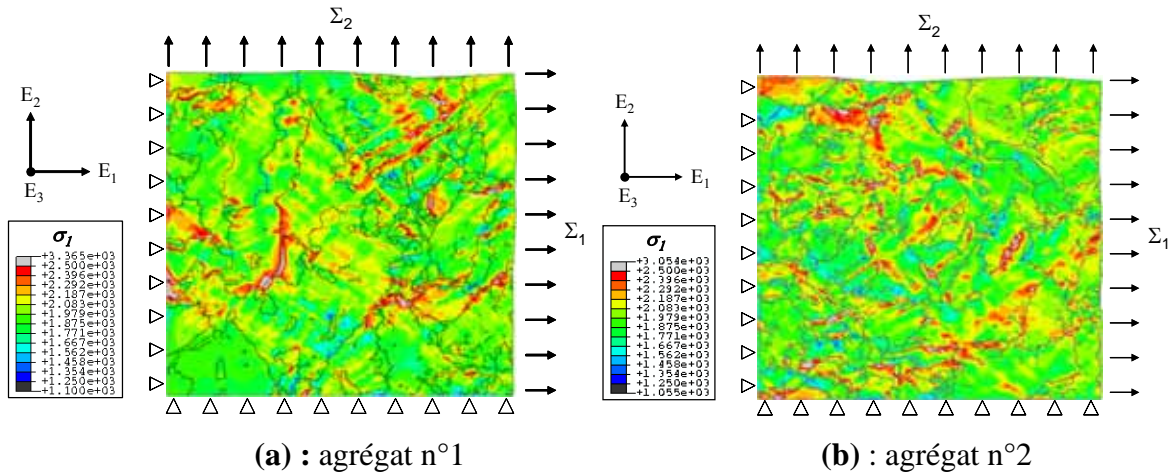 Σ2
Σ2
E2
E1
E3
E2
E1
E3
σ1
+3.365e+03
+2.500e+03
+2.396e+03
+2.292e+03
+2.187e+03
+2.083e+03
+1.979e+03
+1.875e+03
+1.771e+03
+1.667e+03
+1.562e+03
+1.458e+03
+1.354e+03
+1.250e+03
+1.100e+03
Σ1
σ1
+3.054e+03
+2.500e+03
+2.396e+03
+2.292e+03
+2.187e+03
+2.083e+03
+1.979e+03
+1.875e+03
+1.771e+03
+1.667e+03
+1.562e+03
+1.458e+03
+1.354e+03
+1.250e+03
+1.055e+03
Σ1
(a) : agrégat n°1
(b) : agrégat n°2